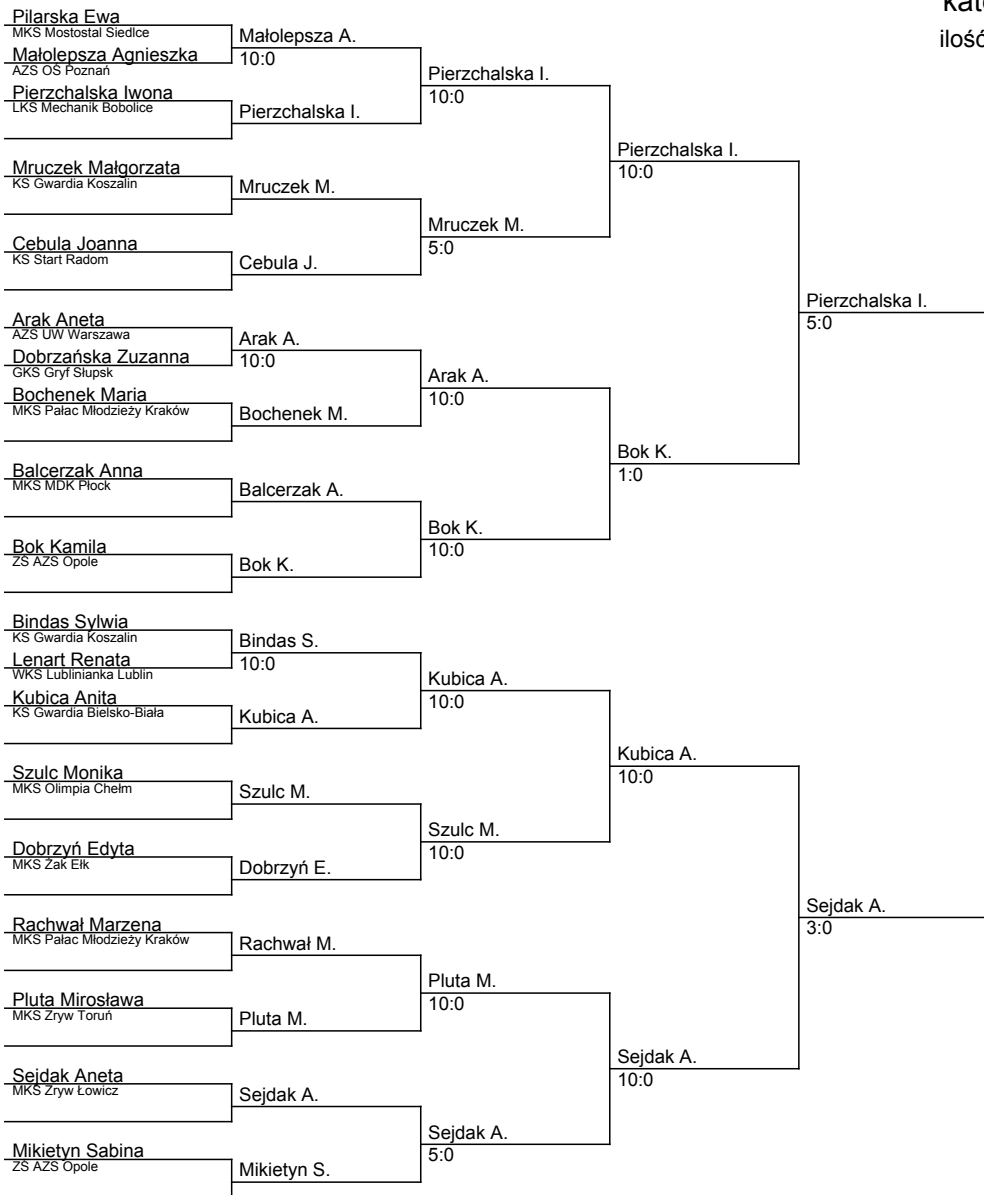 kate
ilość
Pilarska Ewa
MKS Mostostal Siedlce
Małolepsza Agnieszka
AZS OŚ Poznań
Pierzchalska Iwona
LKS Mechanik Bobolice
Mruczek Małgorzata
KS Gwardia Koszalin
Cebula Joanna
KS Start Radom
Arak Aneta
AZS UW Warszawa
Dobrzańska Zuzanna
GKS Gryf Słupsk
Bochenek Maria
MKS Pałac Młodzieży Kraków
Balcerzak Anna
MKS MDK Płock
Bok Kamila
ZŚ AZS Opole
Bindas Sylwia
KS Gwardia Koszalin
Lenart Renata
WKS Lublinianka Lublin
Kubica Anita
KS Gwardia Bielsko-Biała
Szulc Monika
MKS Olimpia Chełm
Dobrzyń Edyta
MKS Żak Ełk
Rachwał Marzena
MKS Pałac Młodzieży Kraków
Pluta Mirosława
MKS Zryw Toruń
Sejdak Aneta
MKS Zryw Łowicz
Mikietyn Sabina
ZŚ AZS Opole
Małolepsza A.
10:0
Pierzchalska I.
Mruczek M.
Cebula J.
Arak A.
10:0
Bochenek M.
Balcerzak A.
Bok K.
Bindas S.
10:0
Kubica A.
Szulc M.
Dobrzyń E.
Rachwał M.
Pluta M.
Sejdak A.
Mikietyn S.
Pierzchalska I.
10:0
Mruczek M.
5:0
Arak A.
10:0
Bok K.
10:0
Kubica A.
10:0
Szulc M.
10:0
Pluta M.
10:0
Sejdak A.
5:0
Pierzchalska I.
10:0
Bok K.
1:0
Kubica A.
10:0
Sejdak A.
10:0
Pierzchalska I.
5:0
Sejdak A.
3:0